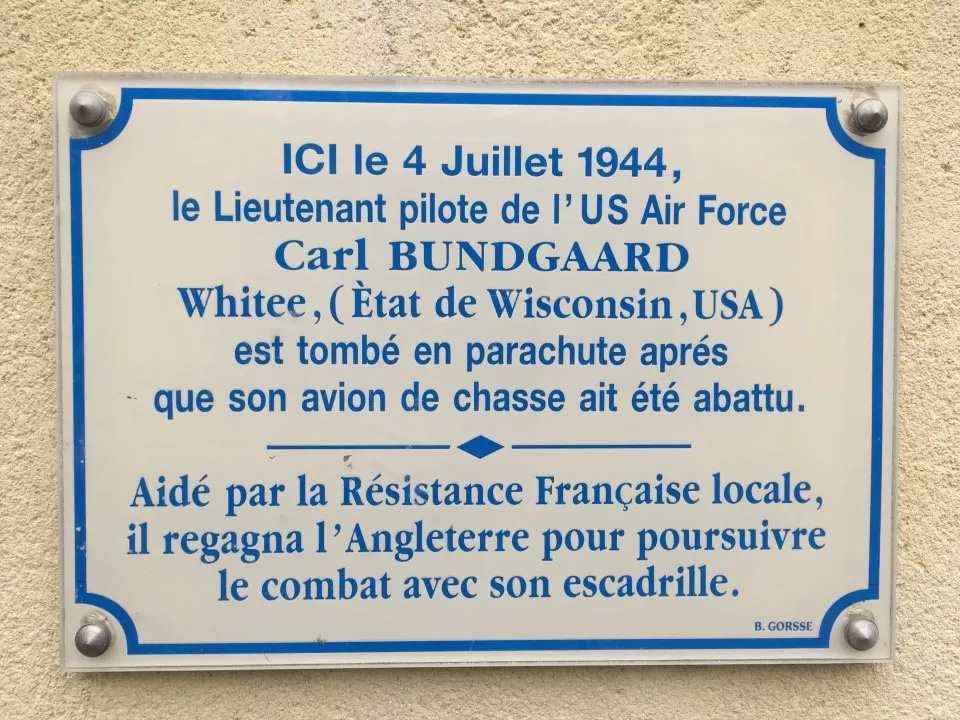 ICI le 4 Juillet 1944,
le Lieutenant pilote de l'US Air Force
Carl BUNDGAARD
Whitee, (Ètat de Wisconsin, USA)
est tombé en parachute aprés
que son avion de chasse ait été abattu.
Aidé par la Résistance Française locale,
il regagna l'Angleterre pour poursuivre
le combat avec son escadrille.
B. GORSSE